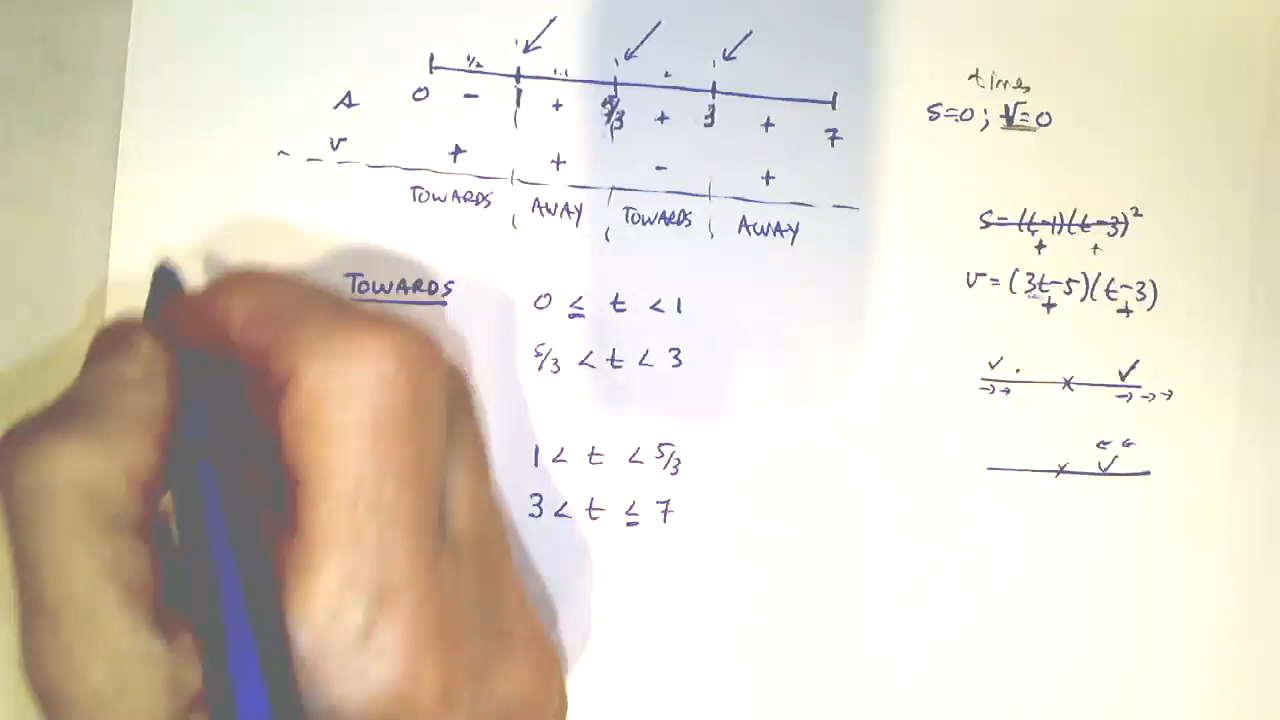 1/2
times
s=0; v=0
A 0 - 1 + 5/3 + 3 + 7
v + + - +
TOWARDS AWAY TOWARDS AWAY
s=(t-1)(t-3)²
+ +
v=(3t-5)(t-3)
+ +
TOWARDS
0 ≤ t < 1
5/3 < t < 3
1 < t < 5/3
3 < t ≤ 7